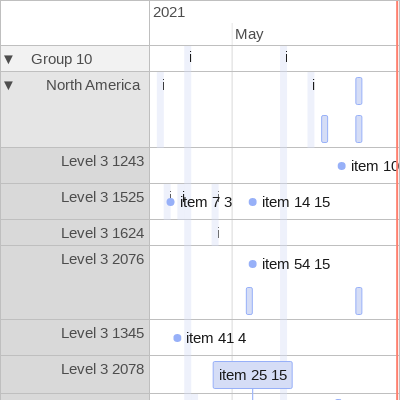 2021
May
▼ Group 10 i i
▼ North America i i
Level 3 1243 item 10
Level 3 1525 i i i item 7 3 item 14 15
Level 3 1624 i
Level 3 2076 item 54 15
Level 3 1345 item 41 4
Level 3 2078 item 25 15